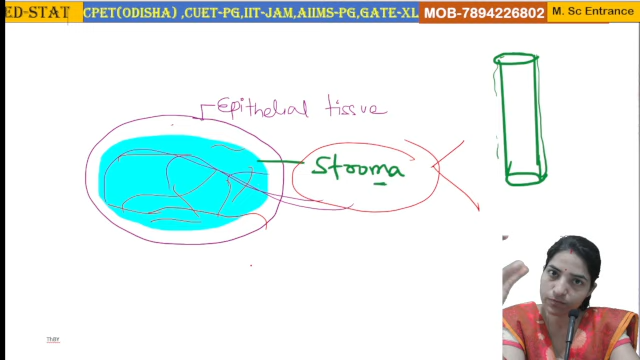 ED-STAT CPET(ODISHA) ,CUET-PG,IIT-JAM,AIIMS-PG,GATE-XL MOB-7894226802 M. Sc Entrance
Epithelial tissue
Stroma